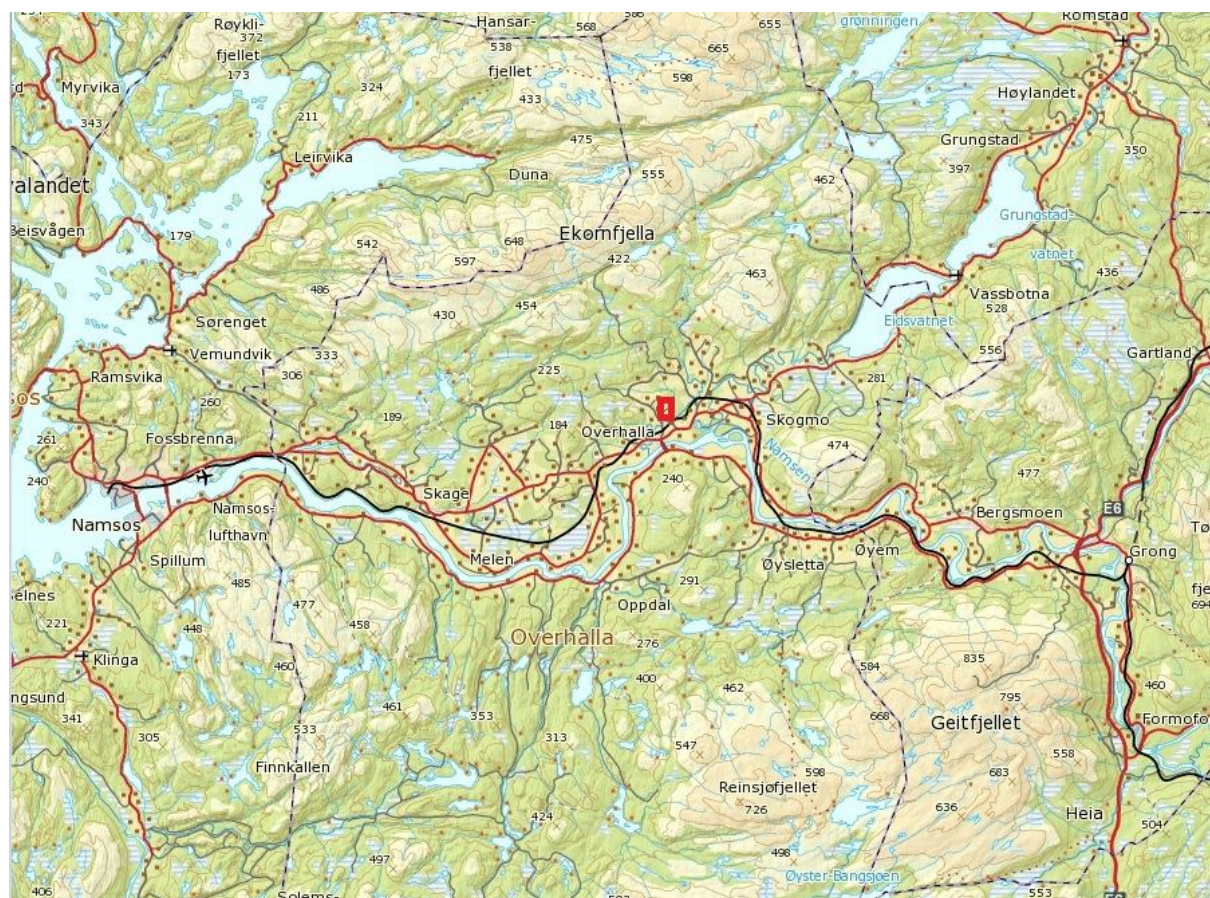 Hansar-
568
655
grønningen
Romstad
Røykli-
fjellet
372
173
538
fjellet
665
598
433
324
Myrvika
343
211
Høylandet
Leirvika
475
Grungstad
397
350
Duna
555
462
Grungstad-
vatnet
Beisvågen
179
Ekornfjella
542
648
597
422
463
436
486
454
430
Vassbotna
528
Eidsvatnet
556
Sørenget
Vemundvik
333
306
Gartland
Ramsvika
225
281
260
189
184
Overhalla
Skogmo
261
Fossbrenna
474
477
240
Namsen
240
Skage
Namsos
Namsos-
lufthavn
E6
Bergsmoen
Spillum
Melen
Øysletta
Øyem
Grong
485
291
Oppdal
477
221
448
458
Overhalla
276
694
Klinga
460
584
835
400
462
795
460
341
305
461
353
668
Geitfjellet
Formofo
533
313
547
558
Finnkallen
598
683
Reinsjøfjellet
726
636
Heia
424
504
497
498
406
Øyster-Bangsjøen
553
Solems-